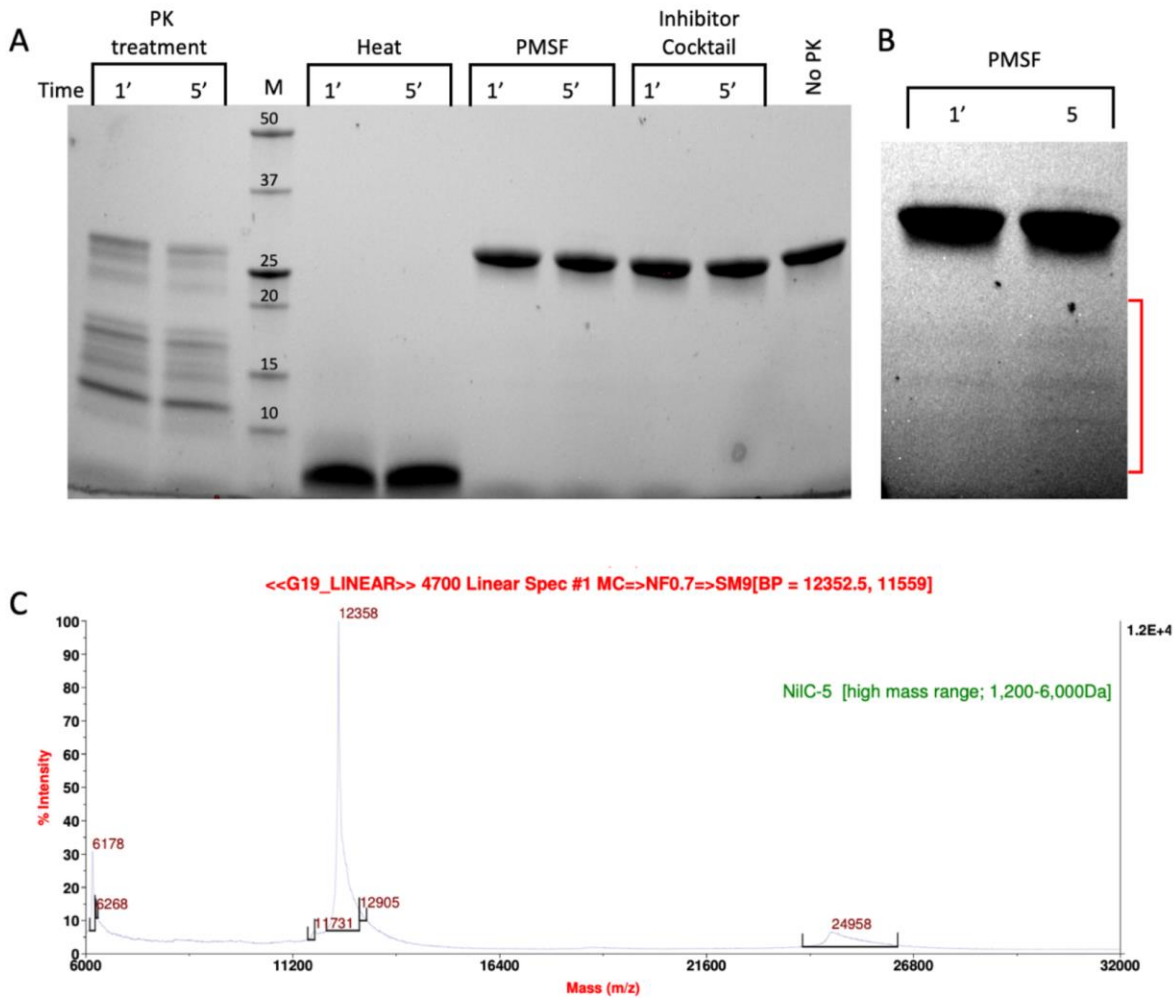 A
PK
treatment
Heat
PMSF
Inhibitor
Cocktail
No PK
Time 1’ 5’ M 1’ 5’ 1’ 5’ 1’ 5’
50
37
25
20
15
10
B
PMSF
1’ 5
C
<<G19_LINEAR>> 4700 Linear Spec #1 MC=>NF0.7=>SM9[BP = 12352.5, 11559]
12358
1.2E+4
NilC-5 [high mass range; 1,200-6,000Da]
6178
6268
11731
12905
24958
% Intensity
100
90
80
70
60
50
40
30
20
10
0
6000 11200 16400 21600 26800 32000
Mass (m/z)